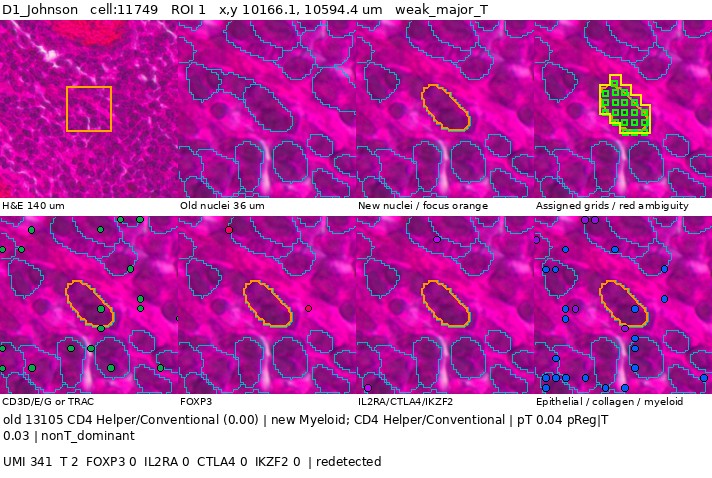 D1_Johnson cell:11749 ROI 1 x,y 10166.1, 10594.4 um weak_major_T
H&E 140 um
Old nuclei 36 um
New nuclei / focus orange
Assigned grids / red ambiguity
CD3D/E/G or TRAC
FOXP3
IL2RA/CTLA4/IKZF2
Epithelial / collagen / myeloid
old 13105 CD4 Helper/Conventional (0.00) | new Myeloid; CD4 Helper/Conventional | pT 0.04 pReg|T
0.03 | nonT_dominant
UMI 341 T 2 FOXP3 0 IL2RA 0 CTLA4 0 IKZF2 0 | redetected